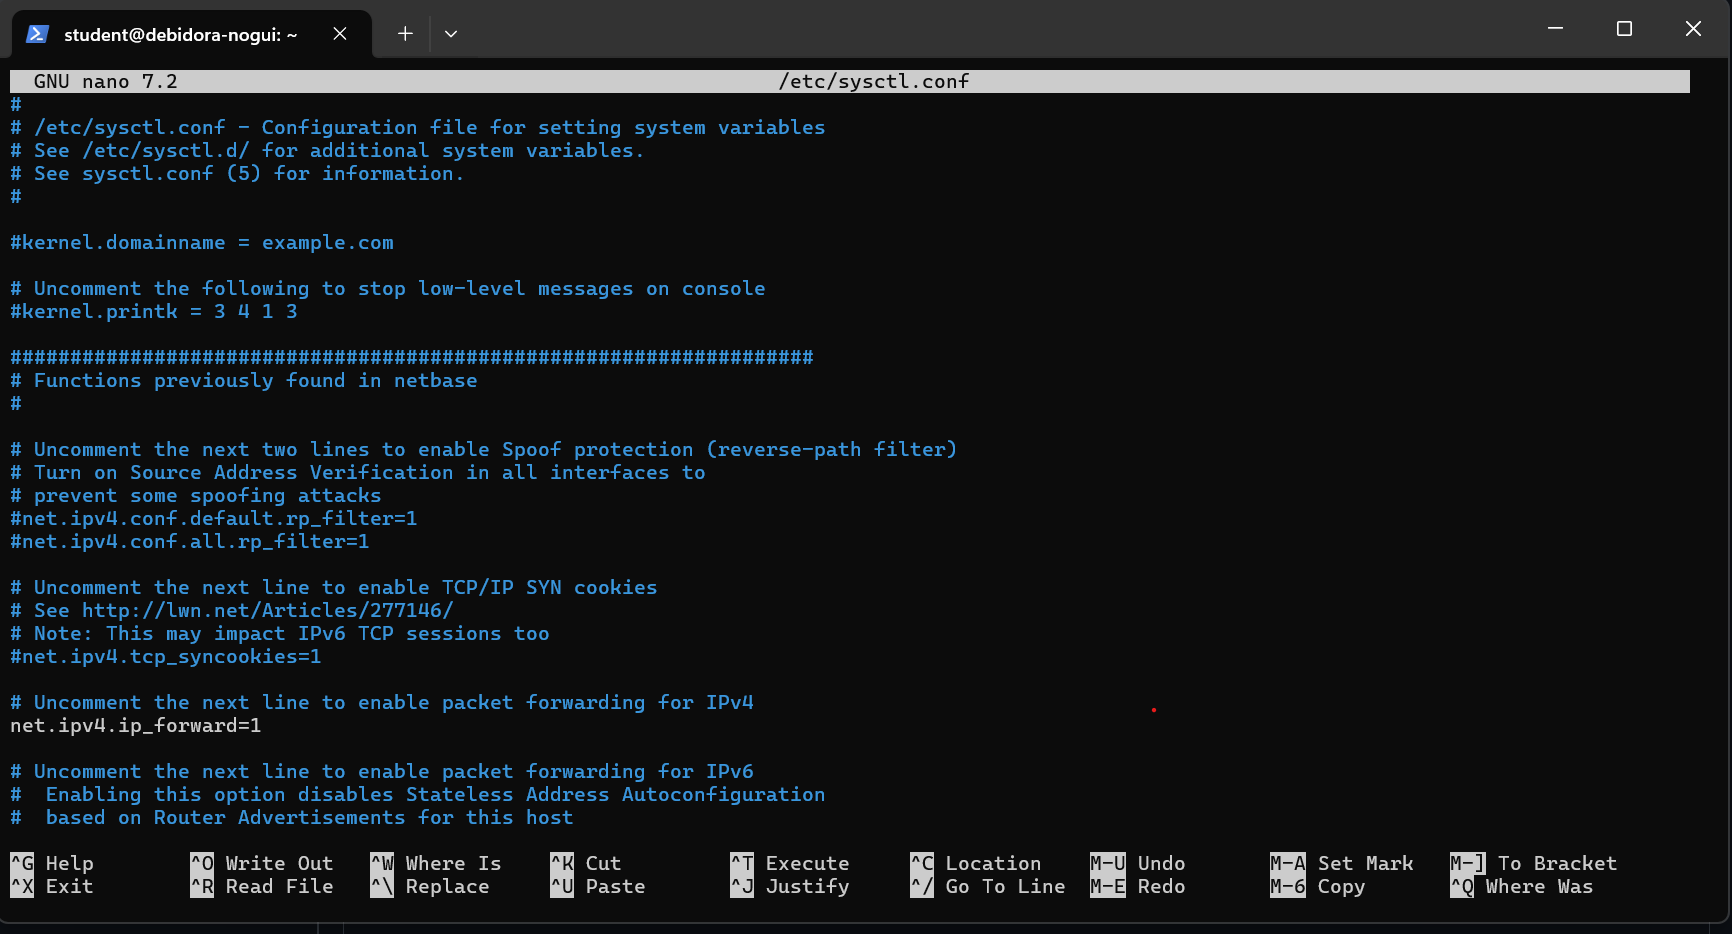 student@debidora-nogui: ~
GNU nano 7.2 /etc/sysctl.conf
#
# /etc/sysctl.conf - Configuration file for setting system variables
# See /etc/sysctl.d/ for additional system variables.
# See sysctl.conf (5) for information.
#
#kernel.domainname = example.com
# Uncomment the following to stop low-level messages on console
#kernel.printk = 3 4 1 3
###################################################################
# Functions previously found in netbase
#
# Uncomment the next two lines to enable Spoof protection (reverse-path filter)
# Turn on Source Address Verification in all interfaces to
# prevent some spoofing attacks
#net.ipv4.conf.default.rp_filter=1
#net.ipv4.conf.all.rp_filter=1
# Uncomment the next line to enable TCP/IP SYN cookies
# See http://lwn.net/Articles/277146/
# Note: This may impact IPv6 TCP sessions too
#net.ipv4.tcp_syncookies=1
# Uncomment the next line to enable packet forwarding for IPv4
net.ipv4.ip_forward=1
# Uncomment the next line to enable packet forwarding for IPv6
#  Enabling this option disables Stateless Address Autoconfiguration
#  based on Router Advertisements for this host
^G Help ^O Write Out ^W Where Is ^K Cut ^T Execute ^C Location M-U Undo M-A Set Mark M-] To Bracket
^X Exit ^R Read File ^\ Replace ^U Paste ^J Justify ^/ Go To Line M-E Redo M-6 Copy ^Q Where Was